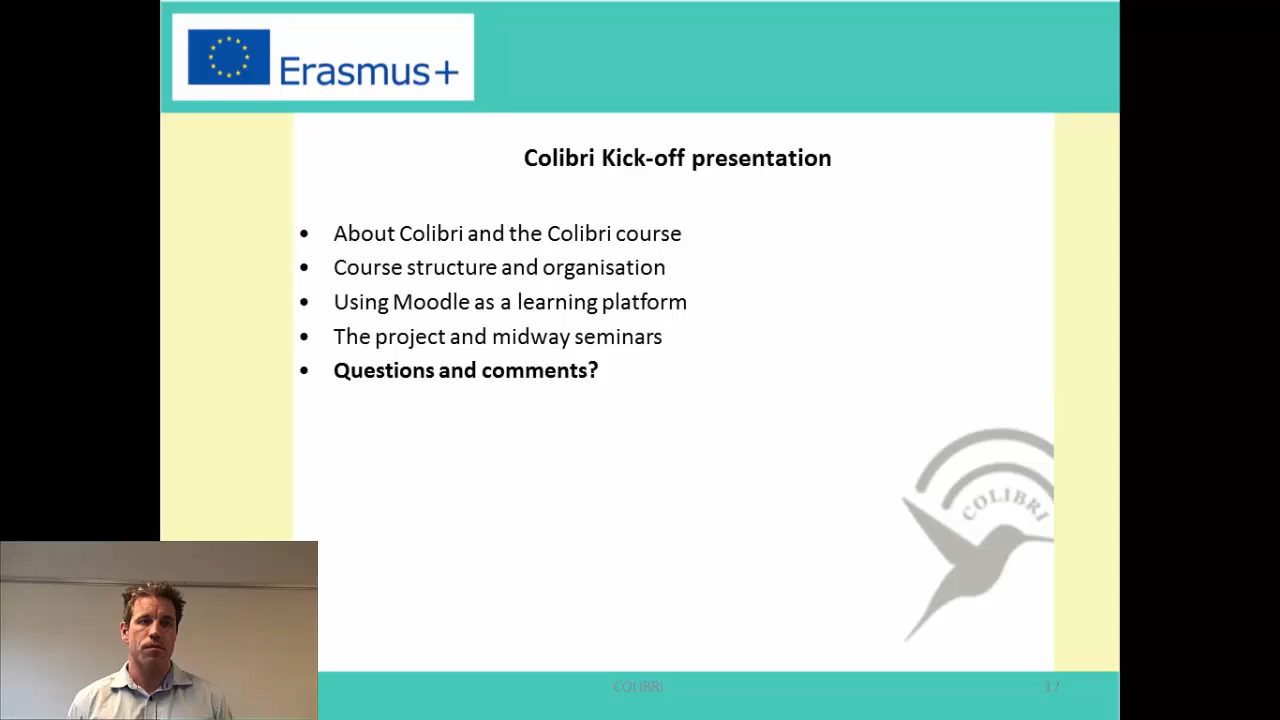 Erasmus+
Colibri Kick-off presentation
• About Colibri and the Colibri course
• Course structure and organisation
• Using Moodle as a learning platform
• The project and midway seminars
• Questions and comments?
COLIBRI
COLIBRI
17